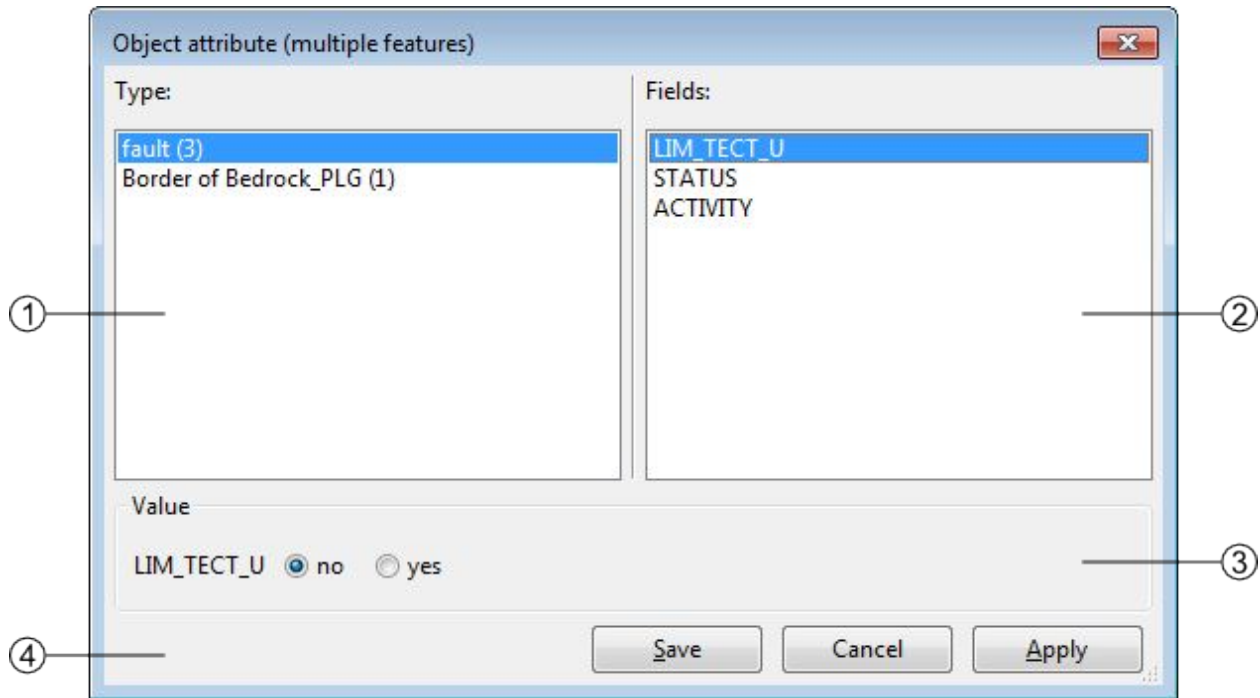 Object attribute (multiple features)
Type:
Fields:
fault (3)
Border of Bedrock_PLG (1)
LIM_TECT_U
STATUS
ACTIVITY
1
2
Value
LIM_TECT_U no yes
3
4
Save Cancel Apply